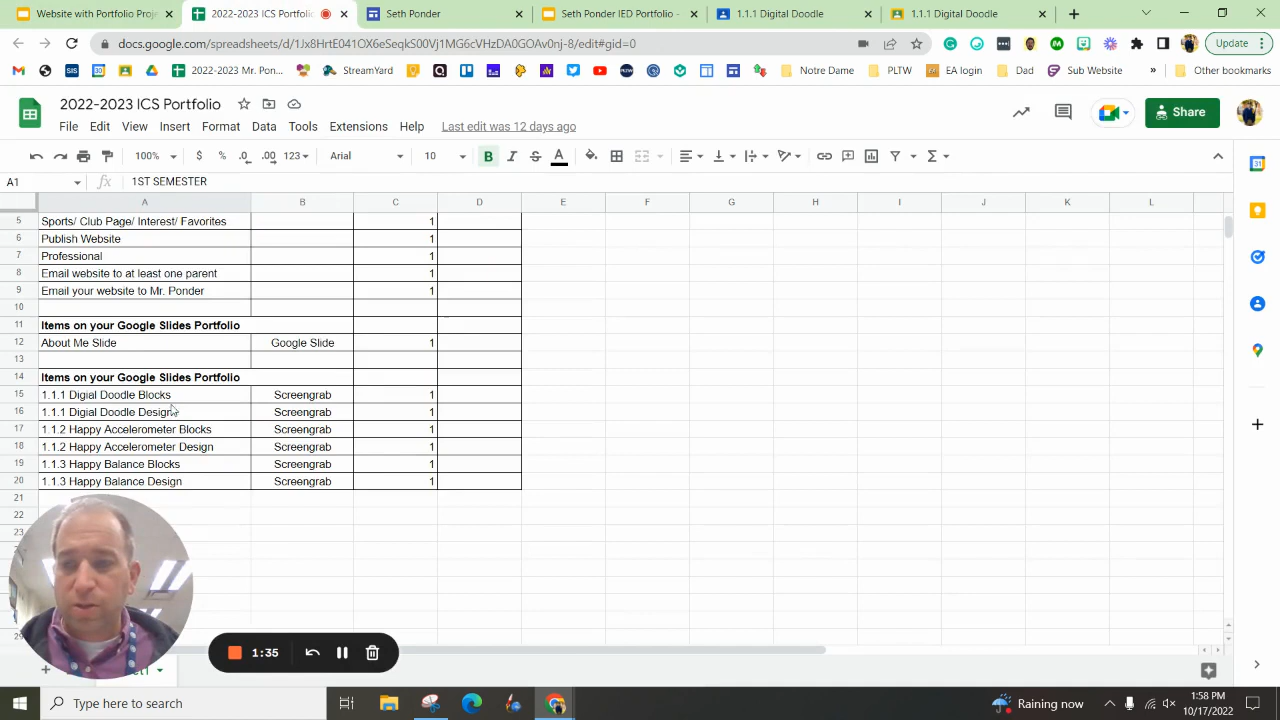 Website with Portfolio Proje
2022-2023 ICS Portfolio
Seth Ponder
Seth Ponder IED Portfolio -
1.1.1 Digital Doodle
1.1.1 Digital Doodle
docs.google.com/spreadsheets/d/1Is8H+E041OX6sSeqkS00Vj1MG6cVHzDA0GOAv0nj-8/edit#gid=0
Update
2022-2023 Mr. Pon...
StreamYard
Notre Dame
PLTW
EA login
Dad
Sub Website
»
Other bookmarks
2022-2023 ICS Portfolio
File Edit View Insert Format Data Tools Extensions Help
Last edit was 12 days ago
Share
100% $ % .0 .00 123 Arial 10 B I S A
A1 fx 1ST SEMESTER
A B C D E F G H I J K L
5 Sports/ Club Page/ Interest/ Favorites 1
6 Publish Website 1
7 Professional 1
8 Email website to at least one parent 1
9 Email your website to Mr. Ponder 1
10
11 Items on your Google Slides Portfolio
12 About Me Slide Google Slide 1
13
14 Items on your Google Slides Portfolio
15 1.1.1 Digial Doodle Blocks Screengrab 1
16 1.1.1 Digial Doodle Design Screengrab 1
17 1.1.2 Happy Accelerometer Blocks Screengrab 1
18 1.1.2 Happy Accelerometer Design Screengrab 1
19 1.1.3 Happy Balance Blocks Screengrab 1
20 1.1.3 Happy Balance Design Screengrab 1
21
22
23
29
1:35
Type here to search
Raining now
1:58 PM
10/17/2022